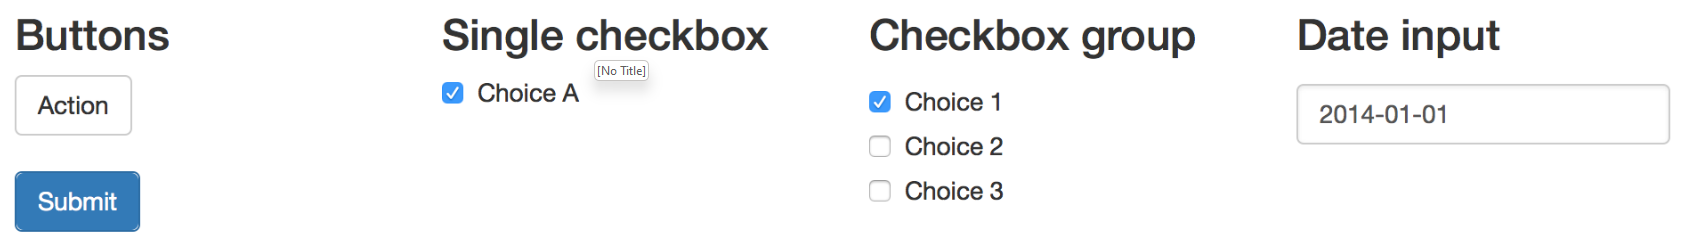 Buttons
Action
Submit
Single checkbox
[No Title]
Choice A
Checkbox group
Choice 1
Choice 2
Choice 3
Date input
2014-01-01